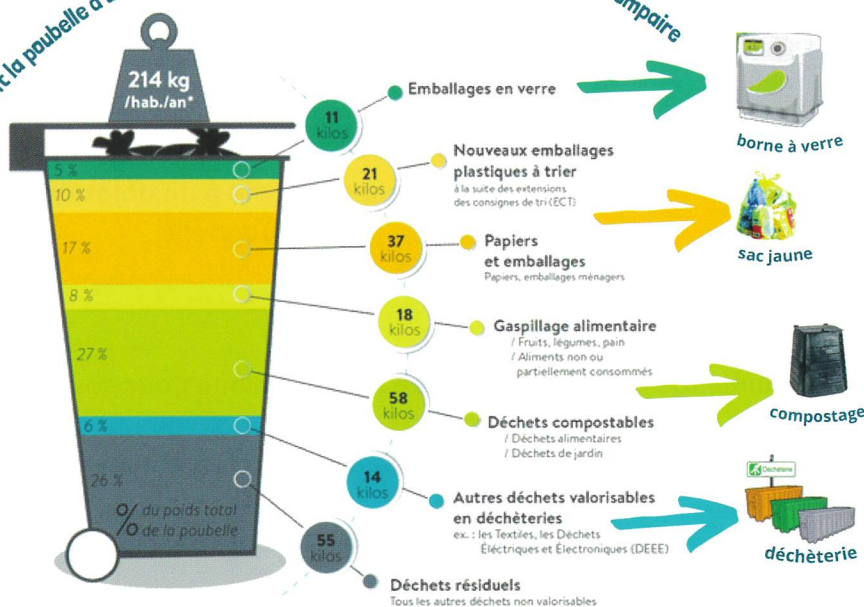 la poubelle
214 kg
/hab./an*
11
kilos
Emballages en verre
borne à verre
5 %
10 %
21
kilos
Nouveaux emballages
plastiques à trier
à la suite des extensions
des consignes de tri (ECT)
17 %
37
kilos
Papiers
et emballages
Papiers, emballages ménagers
sac jaune
8 %
18
kilos
Gaspillage alimentaire
/ Fruits, légumes, pain
/ Aliments non ou
partiellement consommés
27 %
58
kilos
Déchets compostables
/ Déchets alimentaires
/ Déchets de jardin
compostage
6 %
14
kilos
Autres déchets valorisables
en déchèteries
ex. : les Textiles, les Déchets
Électriques et Électroniques (DEEE)
Déchèterie
déchèterie
26 %
% du poids total
de la poubelle
55
kilos
Déchets résiduels
Tous les autres déchets non valorisables